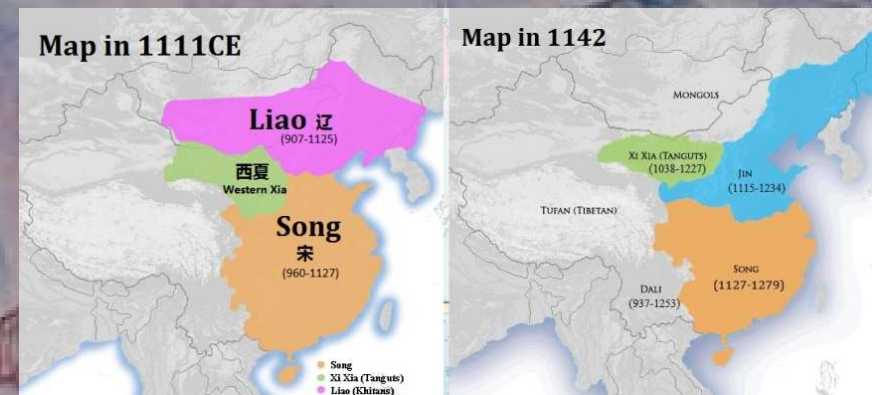 Map in 1111CE
Liao 辽
(907-1125)
西夏
Western Xia
Song
宋
(960-1127)
Song
Xi Xia (Tanguts)
Liao (Khitans)
Map in 1142
MONGOLS
XI XIA (TANGUTS)
(1038-1227)
JIN
(1115-1234)
TUFAN (TIBETAN)
SONG
(1127-1279)
DALI
(937-1253)